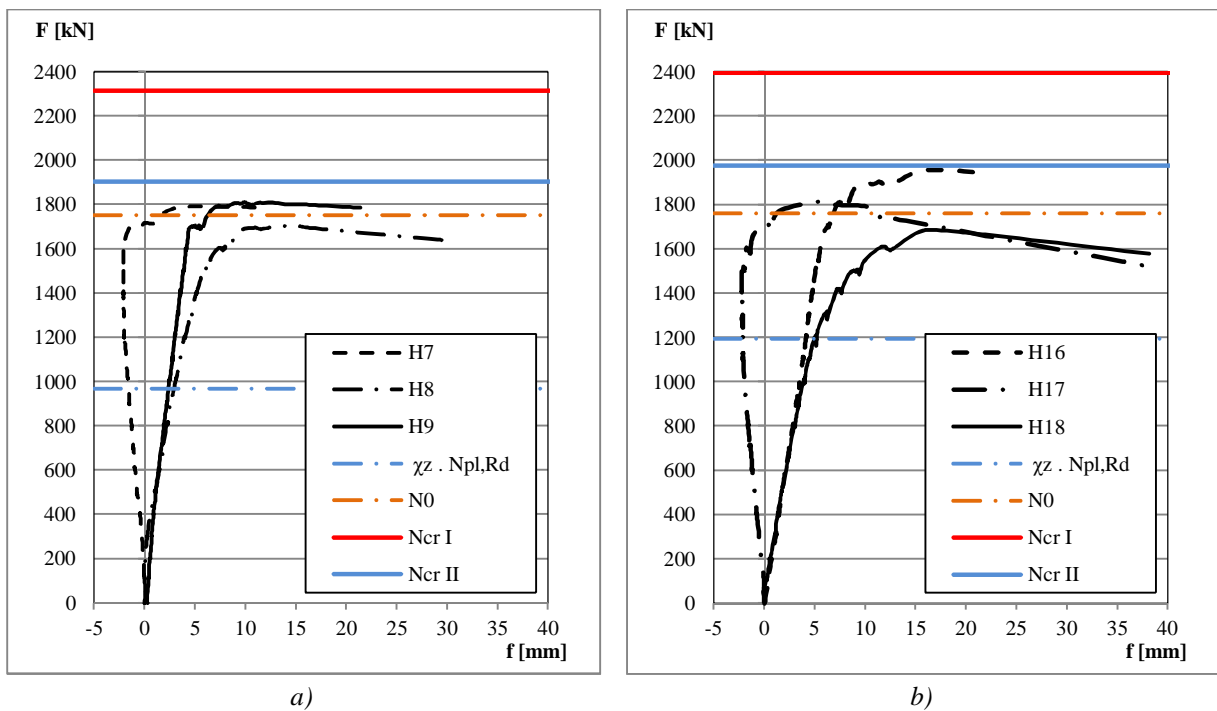 F [kN]
2400
2200
2000
1800
1600
1400
1200
1000
800
600
400
200
0
-5 0 5 10 15 20 25 30 35 40
f [mm]
H7
H8
H9
χz . Npl,Rd
N0
Ncr I
Ncr II
a)
F [kN]
2400
2200
2000
1800
1600
1400
1200
1000
800
600
400
200
0
-5 0 5 10 15 20 25 30 35 40
f [mm]
H16
H17
H18
χz . Npl,Rd
N0
Ncr I
Ncr II
b)